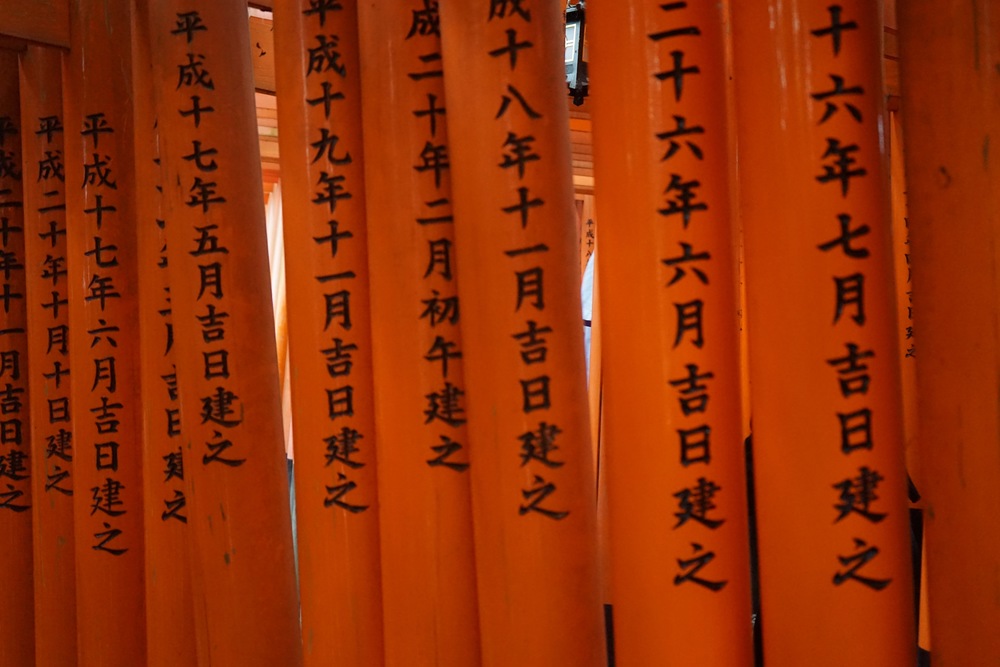 十六年七月吉日建之
二十六年六月吉日建之
平成十
成十八年十一月吉日建之
成二十年二月初午建之
平成十九年十一月吉日建之
平成十七年五月吉日建之
月吉日建之
平成十七年六月吉日建之
平成二十年十月十日建之
平成二十年十一月吉日建之